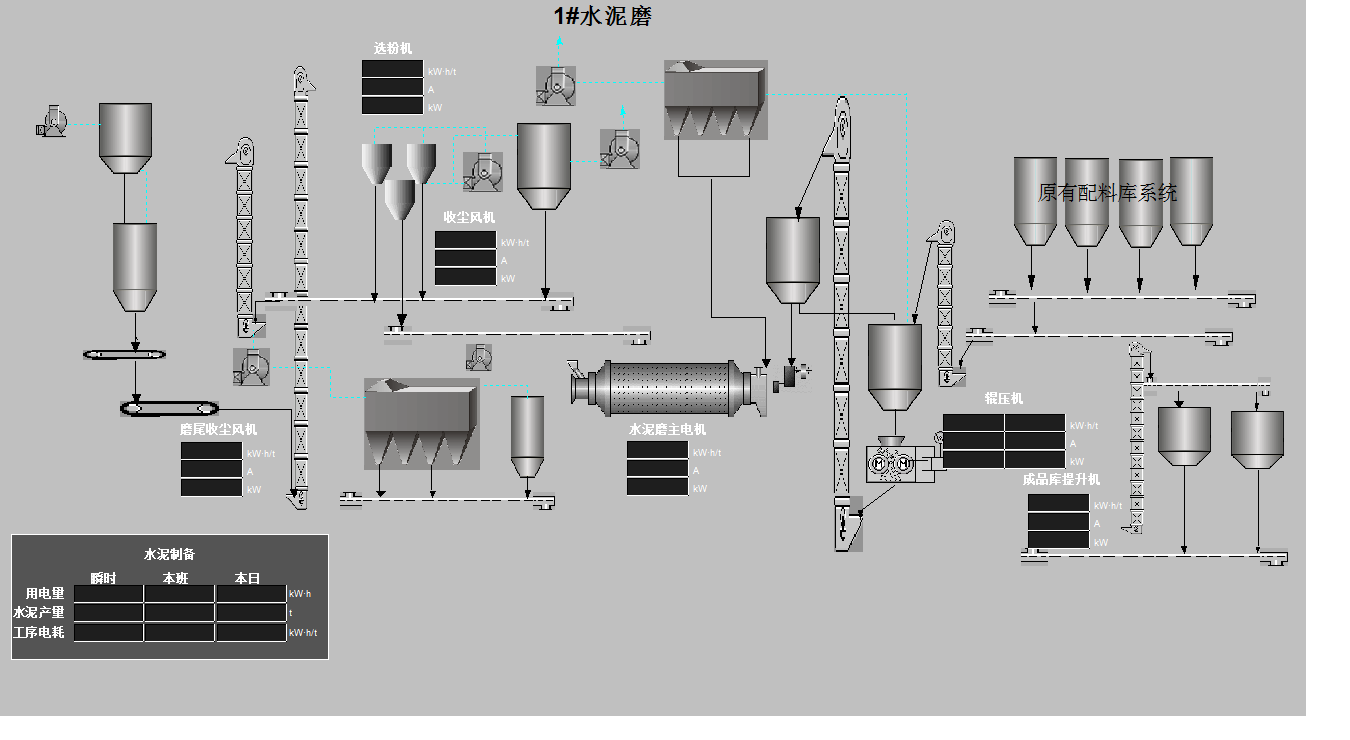 1#水泥磨
选粉机
kW·h/t
A
kW
原有配料库系统
收尘风机
kW·h/t
A
kW
辊压机
kW·h/t
A
kW
磨尾收尘风机
kW·h/t
A
kW
水泥磨主电机
kW·h/t
A
kW
成品库提升机
kW·h/t
A
kW
水泥制备
瞬时 本班 本日
用电量 kW·h
水泥产量 t
工序电耗 kW·h/t